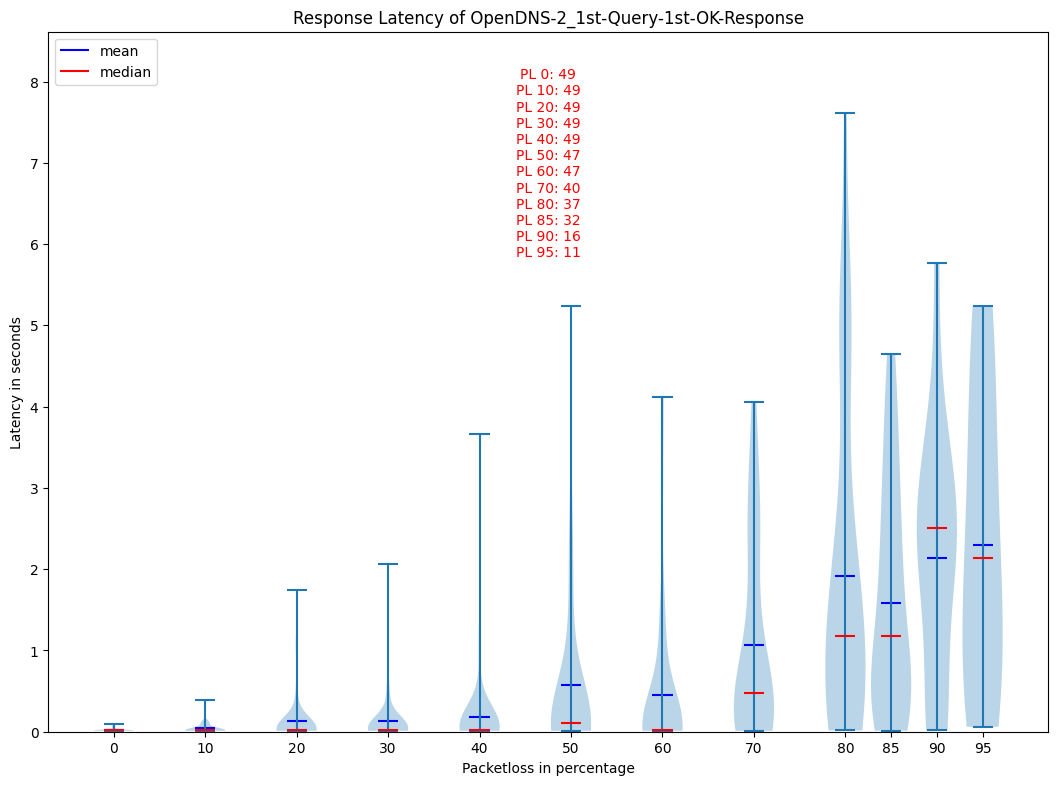 Response Latency of OpenDNS-2_1st-Query-1st-OK-Response
mean
median
PL 0: 49
PL 10: 49
PL 20: 49
PL 30: 49
PL 40: 49
PL 50: 47
PL 60: 47
PL 70: 40
PL 80: 37
PL 85: 32
PL 90: 16
PL 95: 11
Latency in seconds
8
7
6
5
4
3
2
1
0
0 10 20 30 40 50 60 70 80 85 90 95
Packetloss in percentage